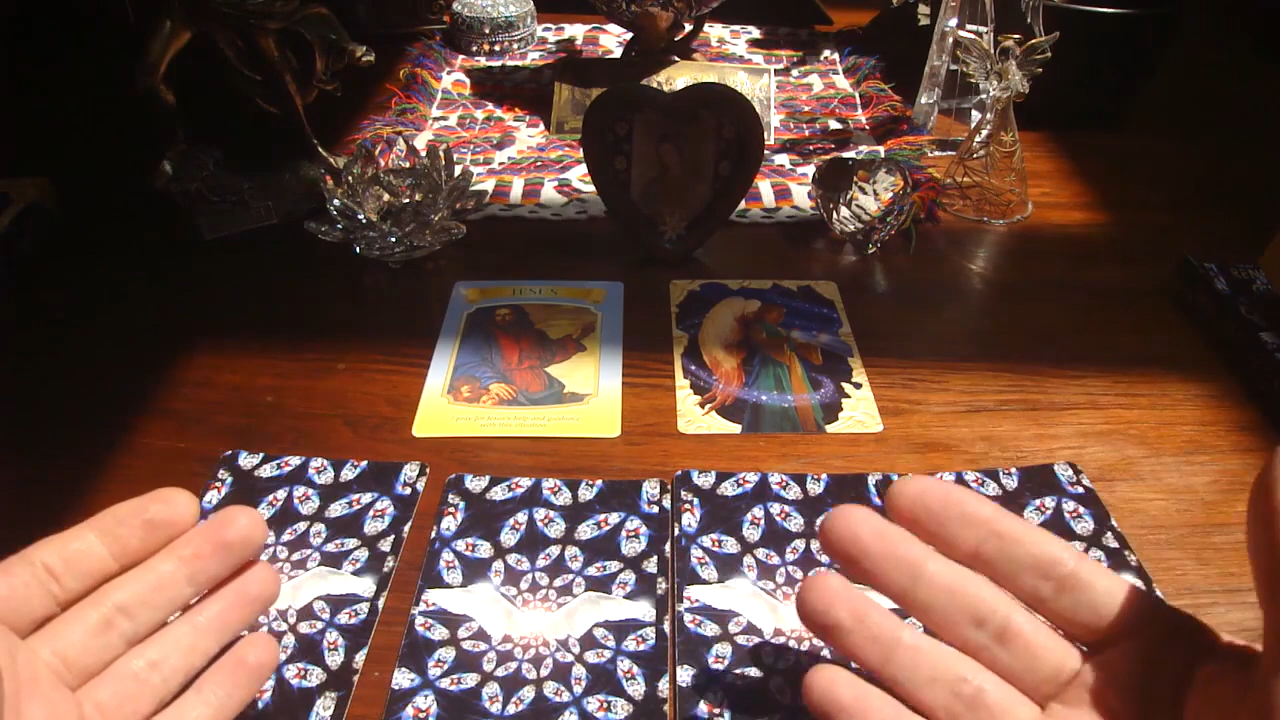 JESUS
I pray for Jesus's help and guidance
with this situation.